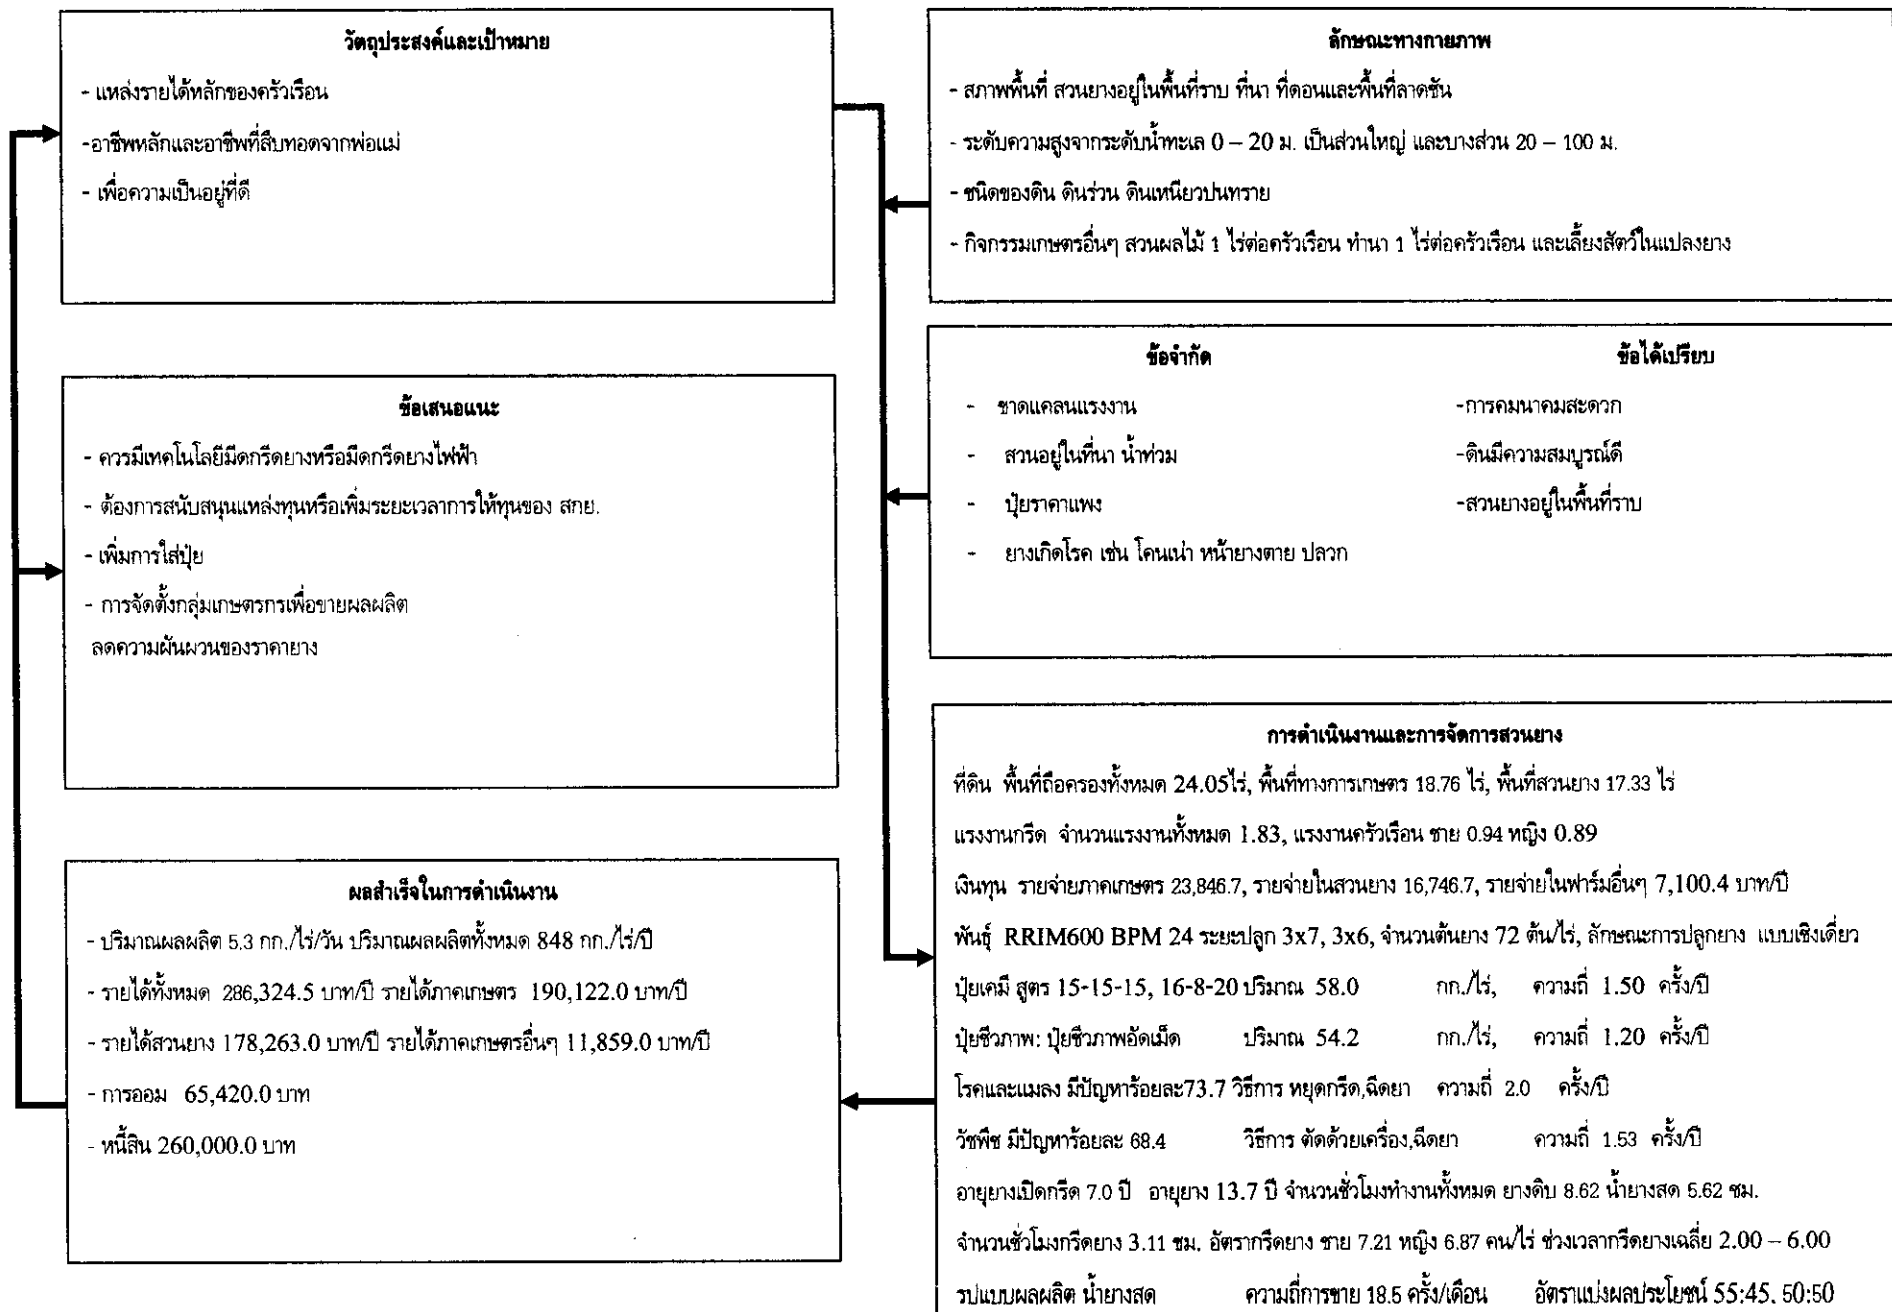 วัตถุประสงค์และเป้าหมาย
- แหล่งรายได้หลักของครัวเรือน
-อาชีพหลักและอาชีพที่สืบทอดจากพ่อแม่
- เพื่อความเป็นอยู่ที่ดี
ข้อเสนอแนะ
- ควรมีเทคโนโลยีมีดกรีดยางหรือมีดกรีดยางไฟฟ้า
- ต้องการสนับสนุนแหล่งทุนหรือเพิ่มระยะเวลาการให้ทุนของ สกย.
- เพิ่มการใส่ปุ๋ย
- การจัดตั้งกลุ่มเกษตรกรเพื่อขายผลผลิต
ลดความผันผวนของราคายาง
ผลสำเร็จในการดำเนินงาน
- ปริมาณผลผลิต 5.3 กก./ไร่/วัน ปริมาณผลผลิตทั้งหมด 848 กก./ไร่/ปี
- รายได้ทั้งหมด 286,324.5 บาท/ปี รายได้ภาคเกษตร 190,122.0 บาท/ปี
- รายได้สวนยาง 178,263.0 บาท/ปี รายได้ภาคเกษตรอื่นๆ 11,859.0 บาท/ปี
- การออม 65,420.0 บาท
- หนี้สิน 260,000.0 บาท
ลักษณะทางกายภาพ
- สภาพพื้นที่ สวนยางอยู่ในพื้นที่ราบ ที่นา ที่ดอนและพื้นที่ลาดชัน
- ระดับความสูงจากระดับน้ำทะเล 0 – 20 ม. เป็นส่วนใหญ่ และบางส่วน 20 – 100 ม.
- ชนิดของดิน ดินร่วน ดินเหนียวปนทราย
- กิจกรรมเกษตรอื่นๆ สวนผลไม้ 1 ไร่ต่อครัวเรือน ทำนา 1 ไร่ต่อครัวเรือน และเลี้ยงสัตว์ในแปลงยาง
ข้อจำกัด
- ขาดแคลนแรงงาน
- สวนอยู่ในที่นา น้ำท่วม
- ปุ๋ยราคาแพง
- ยางเกิดโรค เช่น โคนเน่า หน้ายางตาย ปลวก
ข้อได้เปรียบ
-การคมนาคมสะดวก
-ดินมีความสมบูรณ์ดี
-สวนยางอยู่ในพื้นที่ราบ
การดำเนินงานและการจัดการสวนยาง
ที่ดิน พื้นที่ถือครองทั้งหมด 24.05ไร่, พื้นที่ทางการเกษตร 18.76 ไร่, พื้นที่สวนยาง 17.33 ไร่
แรงงานกรีด จำนวนแรงงานทั้งหมด 1.83, แรงงานครัวเรือน ชาย 0.94 หญิง 0.89
เงินทุน รายจ่ายภาคเกษตร 23,846.7, รายจ่ายในสวนยาง 16,746.7, รายจ่ายในฟาร์มอื่นๆ 7,100.4 บาท/ปี
พันธุ์ RRIM600 BPM 24 ระยะปลูก 3x7, 3x6, จำนวนต้นยาง 72 ต้น/ไร่, ลักษณะการปลูกยาง แบบเชิงเดี่ยว
ปุ๋ยเคมี สูตร 15-15-15, 16-8-20 ปริมาณ 58.0 กก./ไร่, ความถี่ 1.50 ครั้ง/ปี
ปุ๋ยชีวภาพ: ปุ๋ยชีวภาพอัดเม็ด ปริมาณ 54.2 กก./ไร่, ความถี่ 1.20 ครั้ง/ปี
โรคและแมลง มีปัญหาร้อยละ73.7 วิธีการ หยุดกรีด,ฉีดยา ความถี่ 2.0 ครั้ง/ปี
วัชพืช มีปัญหาร้อยละ 68.4 วิธีการ ตัดด้วยเครื่อง,ฉีดยา ความถี่ 1.53 ครั้ง/ปี
อายุยางเปิดกรีด 7.0 ปี อายุยาง 13.7 ปี จำนวนชั่วโมงทำงานทั้งหมด ยางดิบ 8.62 น้ำยางสด 5.62 ชม.
จำนวนชั่วโมงกรีดยาง 3.11 ชม. อัตรากรีดยาง ชาย 7.21 หญิง 6.87 คน/ไร่ ช่วงเวลากรีดยางเฉลี่ย 2.00 – 6.00
รูปแบบผลผลิต น้ำยางสด ความถี่การขาย 18.5 ครั้ง/เดือน อัตราแบ่งผลประโยชน์ 55:45, 50:50